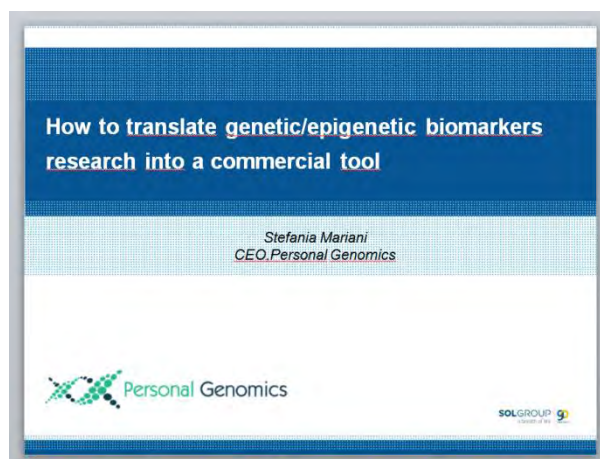 How to translate genetic/epigenetic biomarkers
research into a commercial tool
Stefania Mariani
CEO,Personal Genomics
Personal Genomics
SOLGROUP